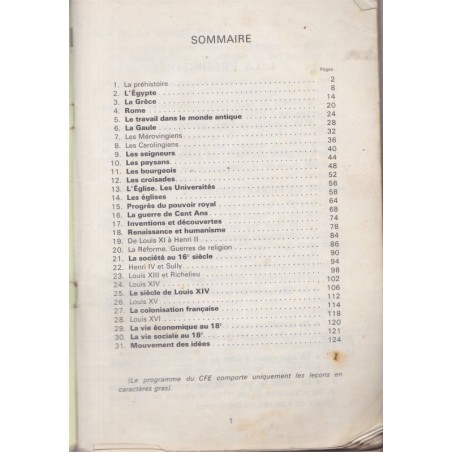 SOMMAIRE
Pages
1. La préhistoire 2
2. L'Égypte 8
3. La Grèce 14
4. Rome 20
5. Le travail dans le monde antique 24
6. La Gaule 28
7. Les Mérovingiens 32
8. Les Carolingiens 36
9. Les seigneurs 40
10. Les paysans 44
11. Les bourgeois 48
12. Les croisades 52
13. L'Église. Les Universités 56
14. Les églises 58
15. Progrès du pouvoir royal 64
16. La guerre de Cent Ans 68
17. Inventions et découvertes 74
18. Renaissance et humanisme 78
19. De Louis XI à Henri II 84
20. La Réforme. Guerres de religion 86
21. La société au 16e siècle 90
22. Henri IV et Sully 94
23. Louis XIII et Richelieu 98
24. Louis XIV 102
25. Le siècle de Louis XIV 106
26. Louis XV 112
27. La colonisation française 114
28. Louis XVI 118
29. La vie économique au 18e 120
30. La vie sociale au 18e 121
31. Mouvement des idées 124
(Le programme du CFE comporte uniquement les leçons en
caractères gras).
1